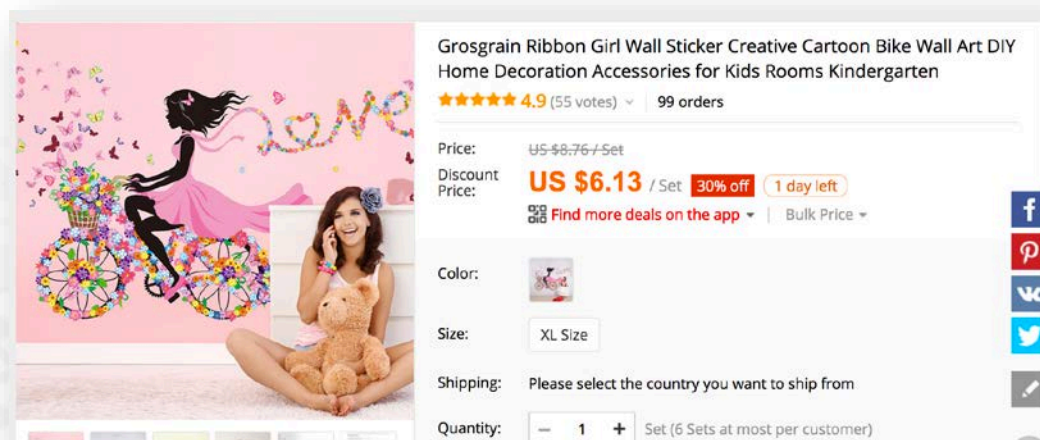 Grosgrain Ribbon Girl Wall Sticker Creative Cartoon Bike Wall Art DIY
Home Decoration Accessories for Kids Rooms Kindergarten
4.9 (55 votes) 99 orders
Love
Price: US $8.76 / Set
Discount Price: US $6.13 / Set 30% off 1 day left
Find more deals on the app Bulk Price
Color:
Size: XL Size
Shipping: Please select the country you want to ship from
Quantity: − 1 + Set (6 Sets at most per customer)